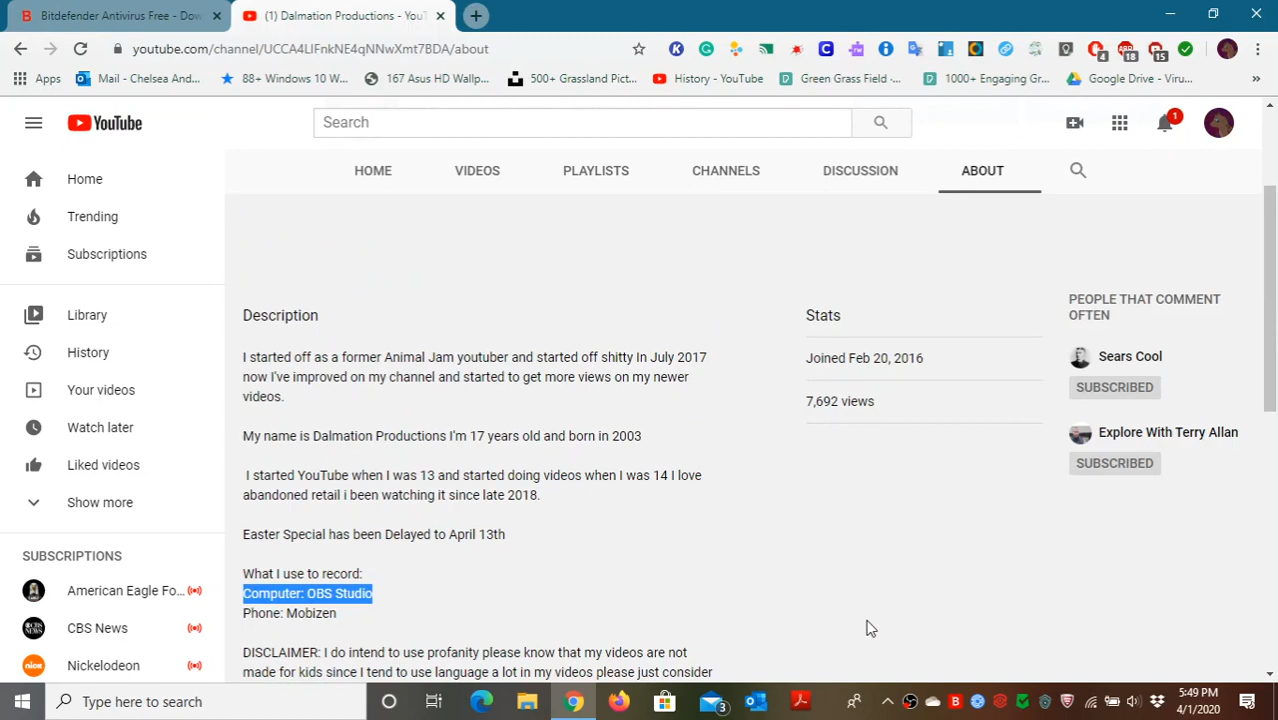 Bitdefender Antivirus Free - Dow
(1) Dalmation Productions - YouT
youtube.com/channel/UCCA4LIFnkNE4qNNwXmt7BDA/about
4 18 15
Apps Mail - Chelsea And... 88+ Windows 10 W... 167 Asus HD Wallp... 500+ Grassland Pict... History - YouTube Green Grass Field -... 1000+ Engaging Gr... Google Drive - Viru...
YouTube
Search
1
HOME VIDEOS PLAYLISTS CHANNELS DISCUSSION ABOUT
Home
Trending
Subscriptions
Library
History
Your videos
Watch later
Liked videos
Show more
SUBSCRIPTIONS
American Eagle Fo...
CBS News
Nickelodeon
Description
I started off as a former Animal Jam youtuber and started off shitty In July 2017
now I've improved on my channel and started to get more views on my newer
videos.
My name is Dalmation Productions I'm 17 years old and born in 2003
I started YouTube when I was 13 and started doing videos when I was 14 I love
abandoned retail i been watching it since late 2018.
Easter Special has been Delayed to April 13th
What I use to record:
Computer: OBS Studio
Phone: Mobizen
DISCLAIMER: I do intend to use profanity please know that my videos are not
made for kids since I tend to use language a lot in my videos please just consider
Stats
Joined Feb 20, 2016
7,692 views
PEOPLE THAT COMMENT
OFTEN
Sears Cool
SUBSCRIBED
Explore With Terry Allan
SUBSCRIBED
Type here to search
3
5:49 PM
4/1/2020